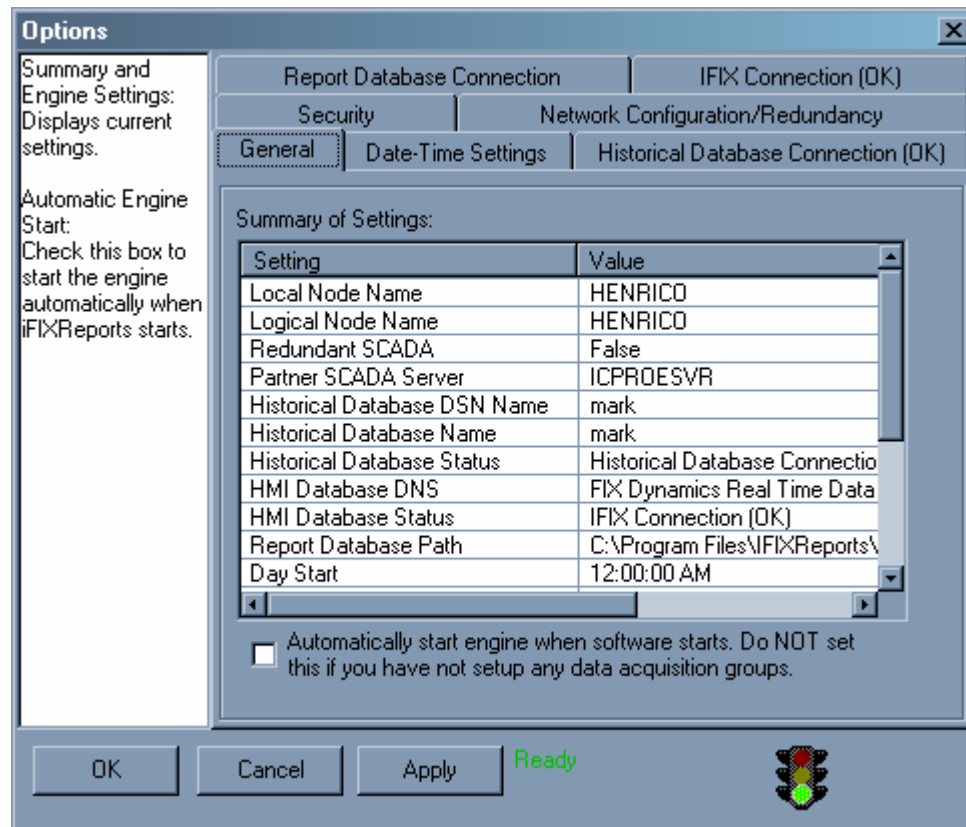 Options
Summary and
Engine Settings:
Displays current
settings.
Automatic Engine
Start:
Check this box to
start the engine
automatically when
iFIXReports starts.
Report Database Connection
IFIX Connection (OK)
Security
Network Configuration/Redundancy
General
Date-Time Settings
Historical Database Connection (OK)
Summary of Settings:
Setting Value
Local Node Name HENRICO
Logical Node Name HENRICO
Redundant SCADA False
Partner SCADA Server ICPROESVR
Historical Database DSN Name mark
Historical Database Name mark
Historical Database Status Historical Database Connectio
HMI Database DNS FIX Dynamics Real Time Data
HMI Database Status IFIX Connection (OK)
Report Database Path C:\Program Files\IFIXReports\
Day Start 12:00:00 AM
Automatically start engine when software starts. Do NOT set
this if you have not setup any data acquisition groups.
OK
Cancel
Apply
Ready